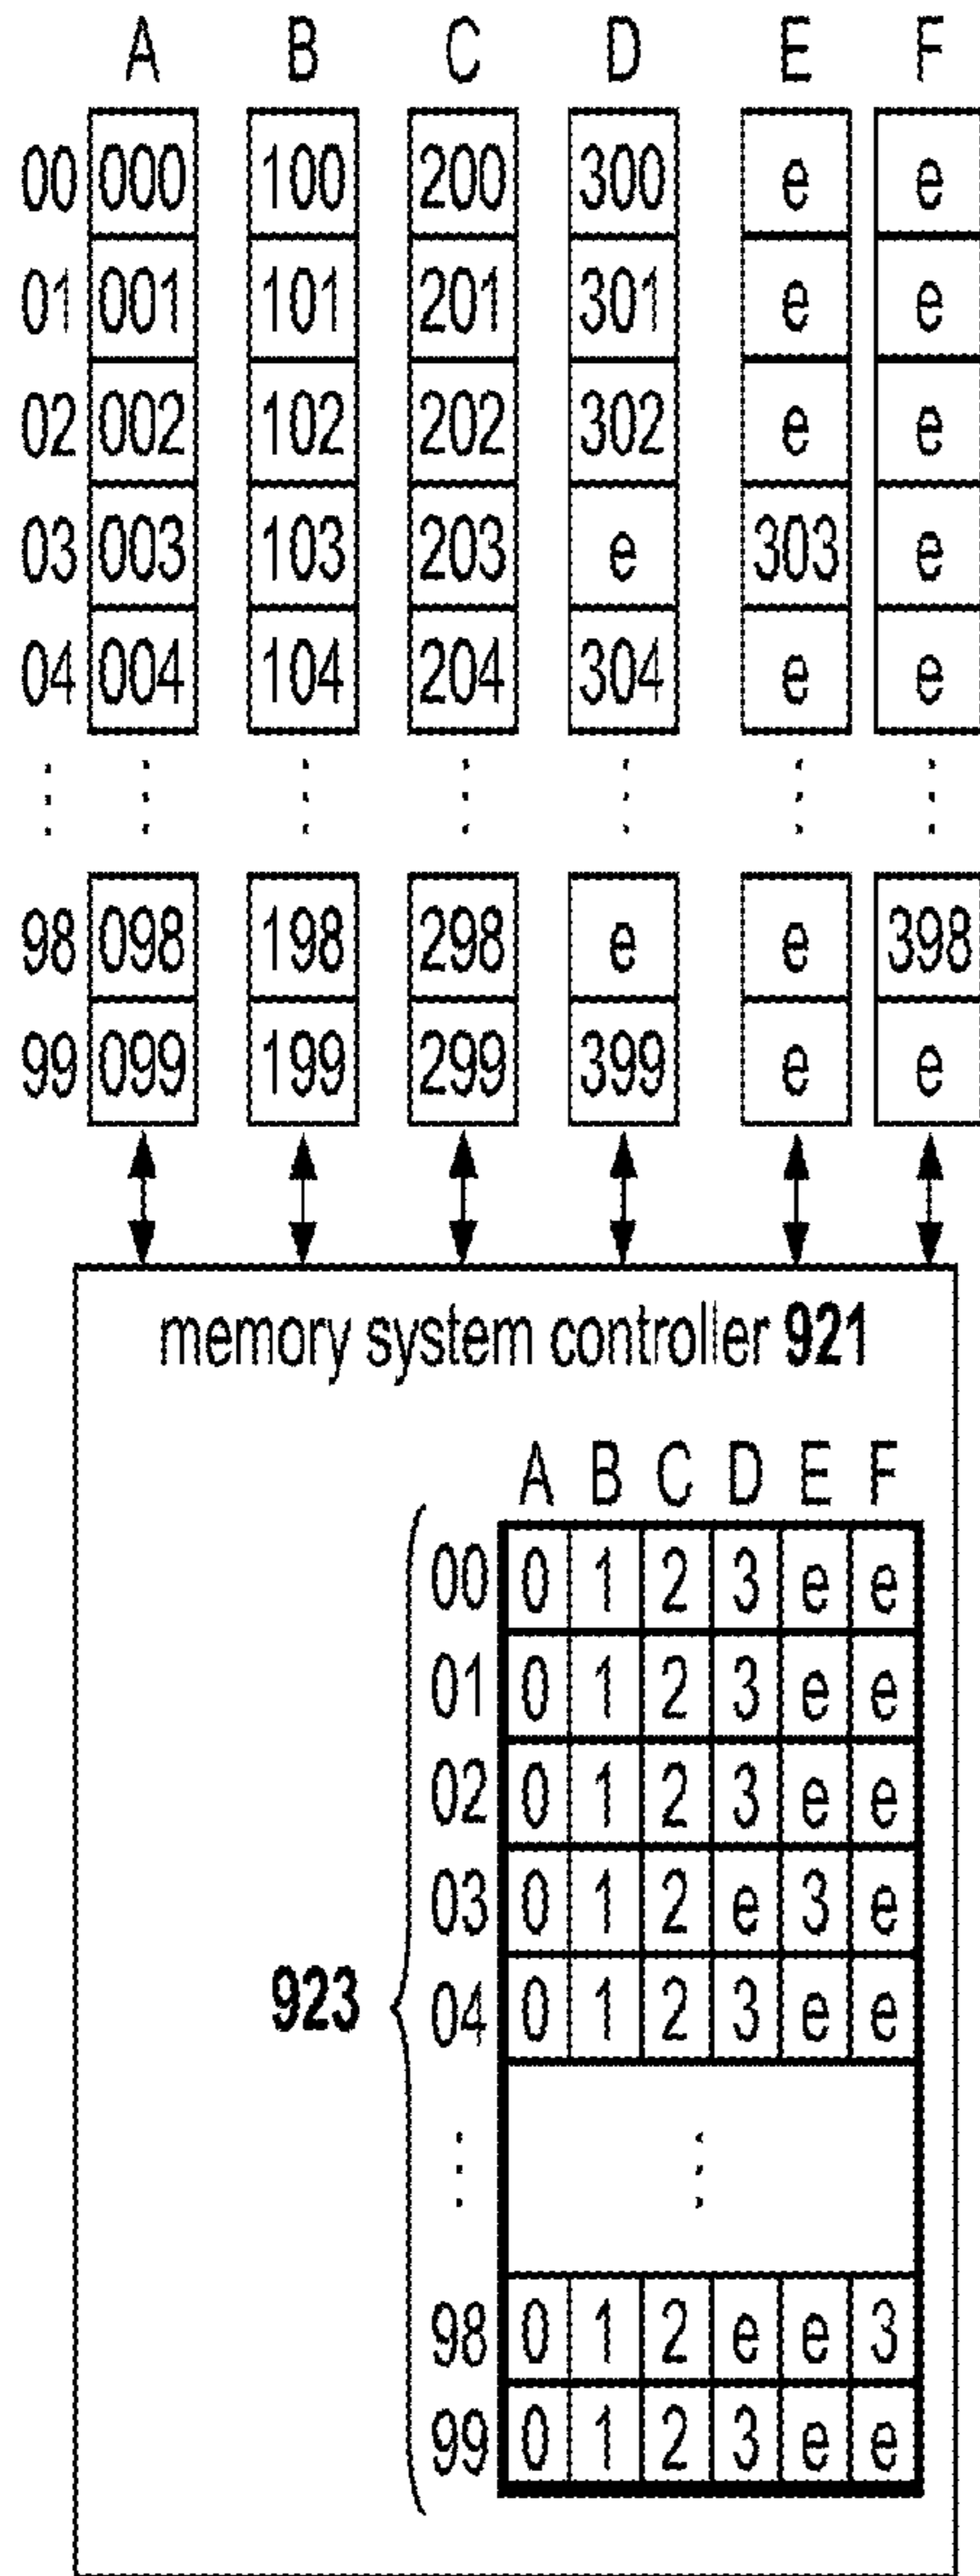 A B C D E F
00 000 100 200 300 e e
01 001 101 201 301 e e
02 002 102 202 302 e e
03 003 103 203 e 303 e
04 004 104 204 304 e e
98 098 198 298 e e 398
99 099 199 299 399 e e
memory system controller 921
A B C D E F
00 0 1 2 3 e e
01 0 1 2 3 e e
02 0 1 2 3 e e
03 0 1 2 e 3 e
923 04 0 1 2 3 e e
98 0 1 2 e e 3
99 0 1 2 3 e e